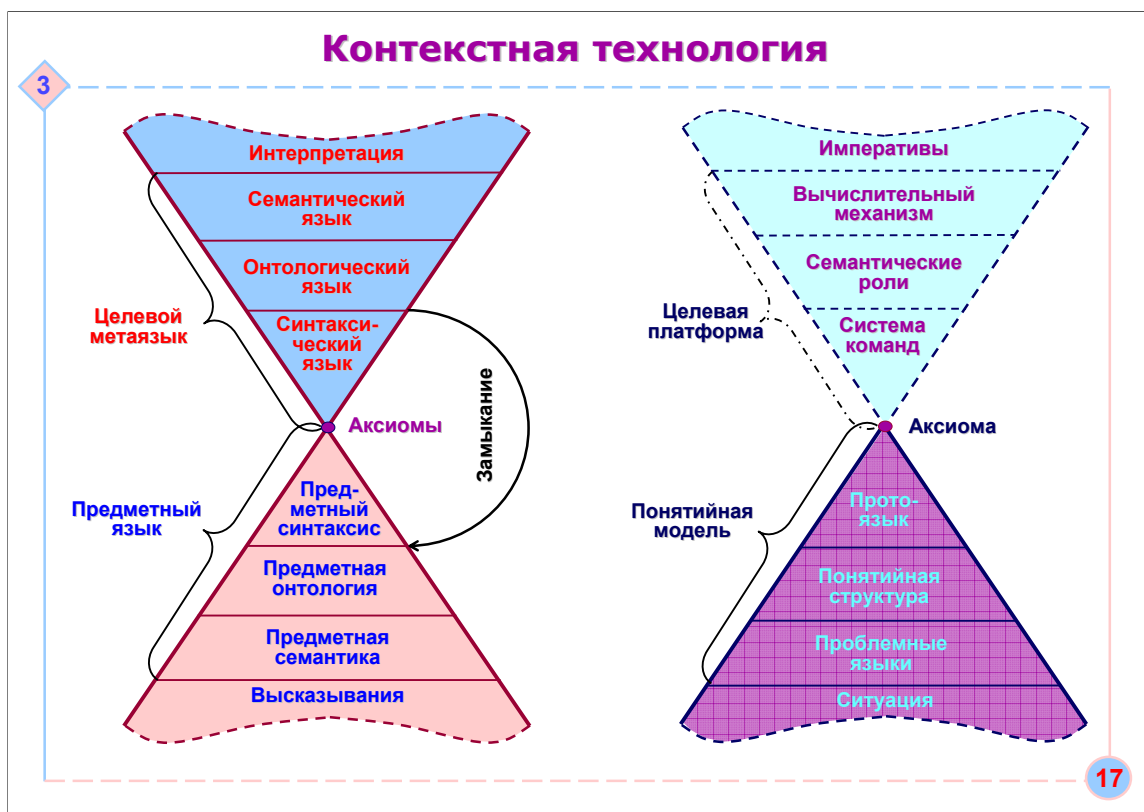 Контекстная технология
3
Интерпретация
Семантический
язык
Онтологический
язык
Синтакси-
ческий
язык
Целевой
метаязык
Аксиомы
Замыкание
Предметный
язык
Пред-
метный
синтаксис
Предметная
онтология
Предметная
семантика
Высказывания
Императивы
Вычислительный
механизм
Семантические
роли
Система
команд
Целевая
платформа
Аксиома
Понятийная
модель
Прото-
язык
Понятийная
структура
Проблемные
языки
Ситуация
17